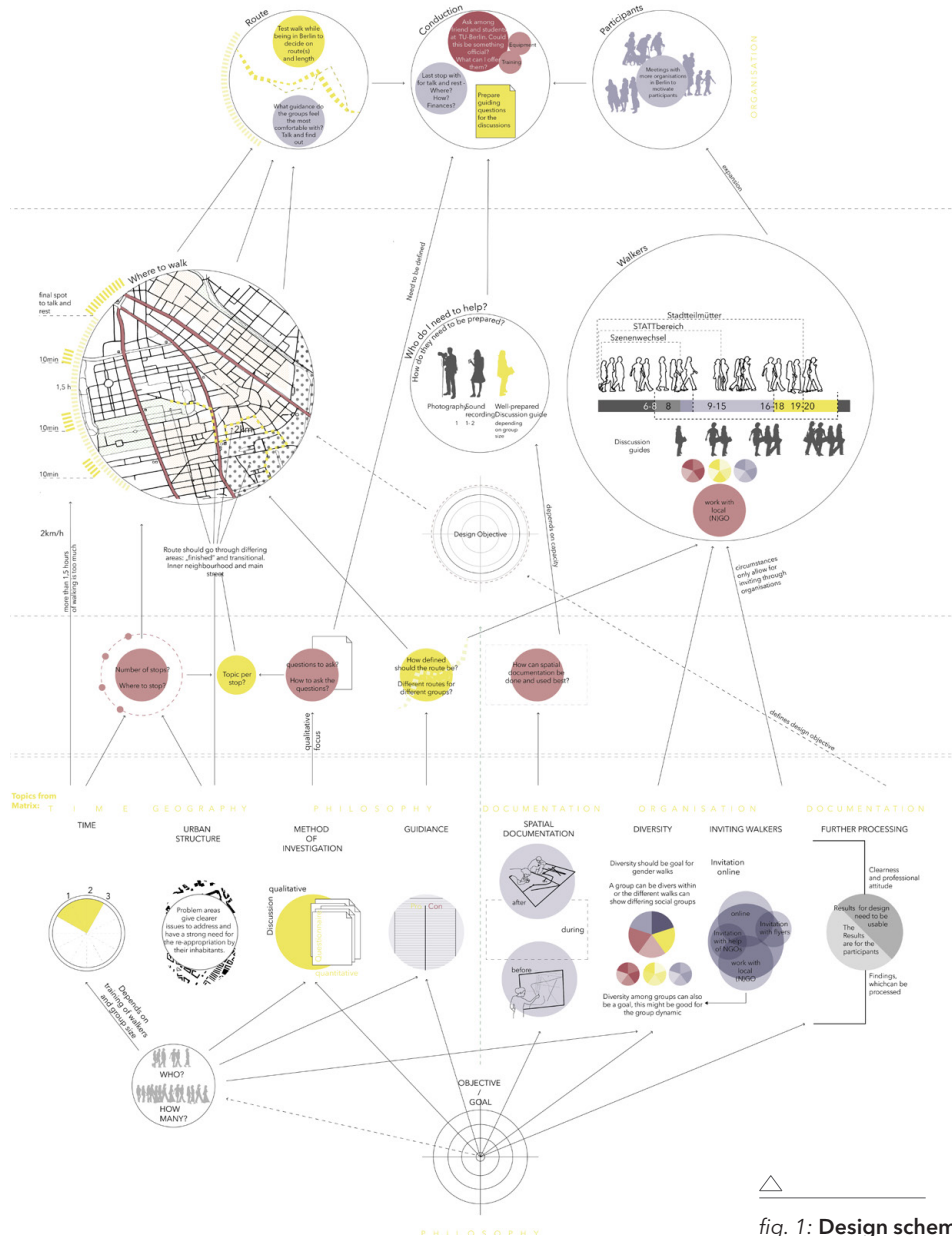 Route
Test walk while
being in Berlin to
decide on
route(s)
and length
What guidance do
the groups feel
the most
comfortable with?
Talk and find
out
Conduction
Ask among
friend and students
at TU Berlin. Could
this be something
official?
What can I offer
them?
Equipment
Training
Last stop with
for talk and rest -
Where?
How?
Finances?
Prepare
guiding
questions
for the
discussions
Participants
Meetings with
more organisations
in Berlin to
motivate
participants
ORGANISATION
expansion
Where to walk
final spot
to talk and
rest
10min
1,5 h
10min
10min
2km
2km/h
more than 1,5 hours
of walking is too much
Need to be defined
Who do I need to help?
How do they need to be prepared?
Photography
1
Sound
recording
1- 2
Well-prepared
Discussion guide
depending
on group
size
Walkers
Stadtteilmütter
STATTbereich
Szenenwechsel
6-8
8
9-15
16-18
19-20
Disscussion
guides
work with
local
(N)GO
Design Objective
depends on capacity
Route should go through differing
areas: „finished" and transitional.
Inner neighbourhood and main
street
circumstances
only allow for
inviting through
organisations
Number of stops?
Where to stop?
Topic per
stop?
questions to ask?
How to ask the
questions?
How defined
should the route be?
Different routes for
different groups?
How can spatial
documentation be
done and used best?
qualitative
focus
defines design objective
Topics from
Matrix:
TIME
GEOGRAPHY
PHILOSOPHY
DOCUMENTATION
ORGANISATION
DOCUMENTATION
TIME
URBAN
STRUCTURE
METHOD
OF
INVESTIGATION
GUIDIANCE
SPATIAL
DOCUMENTATION
DIVERSITY
INVITING WALKERS
FURTHER PROCESSING
1
2
3
Problem areas
give clearer
issues to address and
have a strong need for
the re-appropriation by
their inhabitants.
qualitative
Discussion
quantitative
Con
after
during
before
Diversity should be goal for
gender walks
A group can be divers within
or the different walks can
show differing social groups
Diversity among groups can also
be a goal, this might be good for
the group dynamic
Invitation
online
online
Invitation
with help
of NGOs
Invitation
with flyers
work with
local
(N)GO
Clearness
and professional
attitude
Results for design
need to be
usable
The
Results
are for the
participants
Findings,
whichcan be
processed
Depends on
training of walkers
and group size
WHO?
HOW
MANY?
OBJECTIVE
/
GOAL
PHILOSOPHY
fig. 1: Design schem